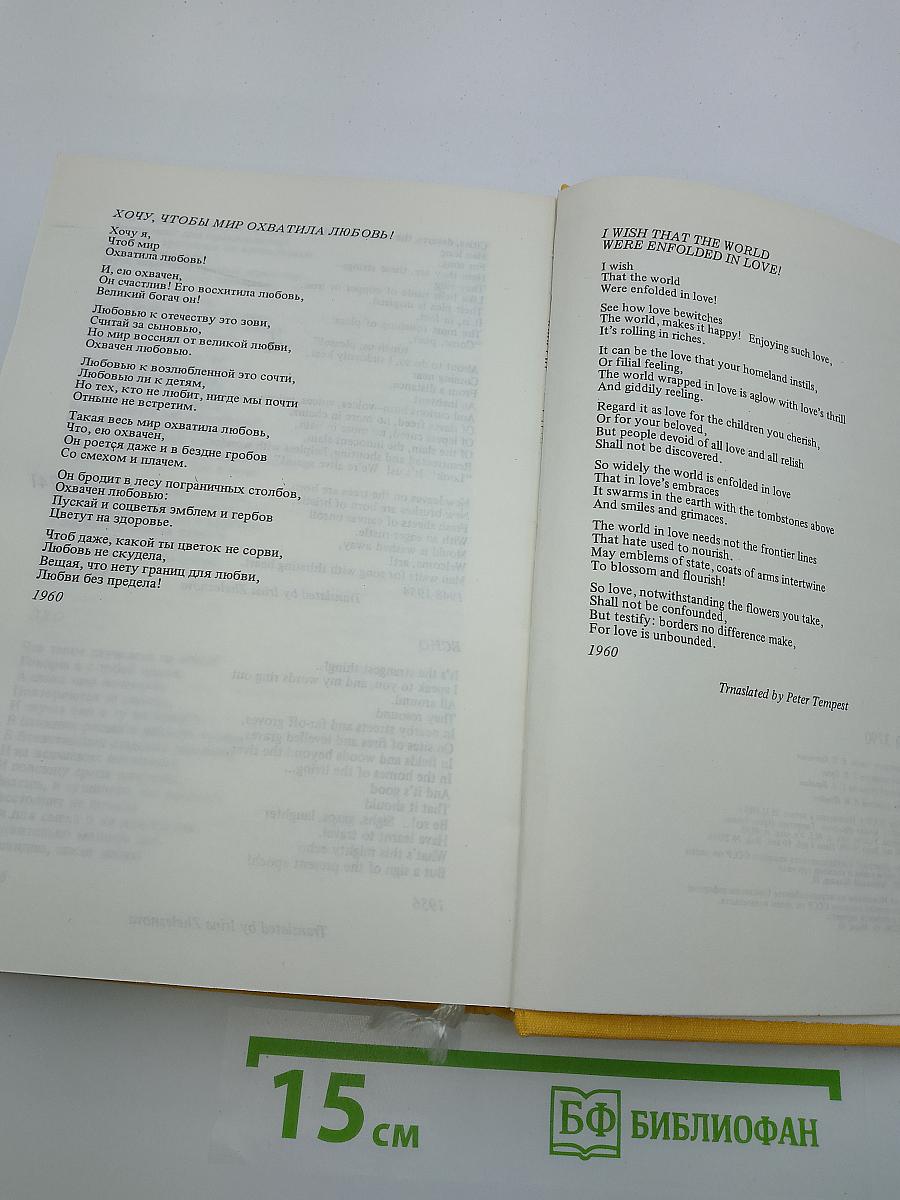 ХОЧУ, ЧТОБЫ МИР ОХВАТИЛА ЛЮБОВЬ!
Хочу я,
Чтоб мир
Охватила любовь!
И, ею охвачен,
Он счастлив! Его восхитила любовь,
Великий богач он!
Любовью к отечеству это зови,
Считай за сыновью,
Но мир воссиял от великой любви,
Охвачен любовью.
Любовью к возлюбленной это сочти,
Любовью ли к детям,
Но тех, кто не любит, нигде мы почти
Отныне не встретим.
Такая весь мир охватила любовь,
Что, ею охвачен,
Он роется даже и в бездне гробов
Со смехом и плачем.
Он бродит в лесу пограничных столбов,
Охвачен любовью:
Пускай и соцветья эмблем и гербов
Цветут на здоровье.
Чтоб даже, какой ты цветок не сорви,
Любовь не скудела,
Вещая, что нету границ для любви,
Любви без предела!
1960
I WISH THAT THE WORLD
WERE ENFOLDED IN LOVE!
I wish
That the world
Were enfolded in love!
See how love bewitches
The world, makes it happy! Enjoying such love,
It's rolling in riches.
It can be the love that your homeland instils,
Or filial feeling,
The world wrapped in love is aglow with love's thrill
And giddily reeling.
Regard it as love for the children you cherish,
Or for your beloved,
But people devoid of all love and all relish
Shall not be discovered.
So widely the world is enfolded in love
That in love's embraces
It swarms in the earth with the tombstones above
And smiles and grimaces.
The world in love needs not the frontier lines
That hate used to nourish.
May emblems of state, coats of arms intertwine
To blossom and flourish!
So love, notwithstanding the flowers you take,
Shall not be confounded,
But testify: borders no difference make,
For love is unbounded.
1960
Trnaslated by Peter Tempest
15 см
БФ БИБЛИОФАН